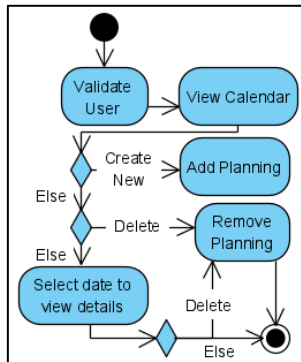 Validate
User
View Calendar
Create
New
Add Planning
Else
Delete
Remove
Planning
Else
Select date to
view details
Delete
Else